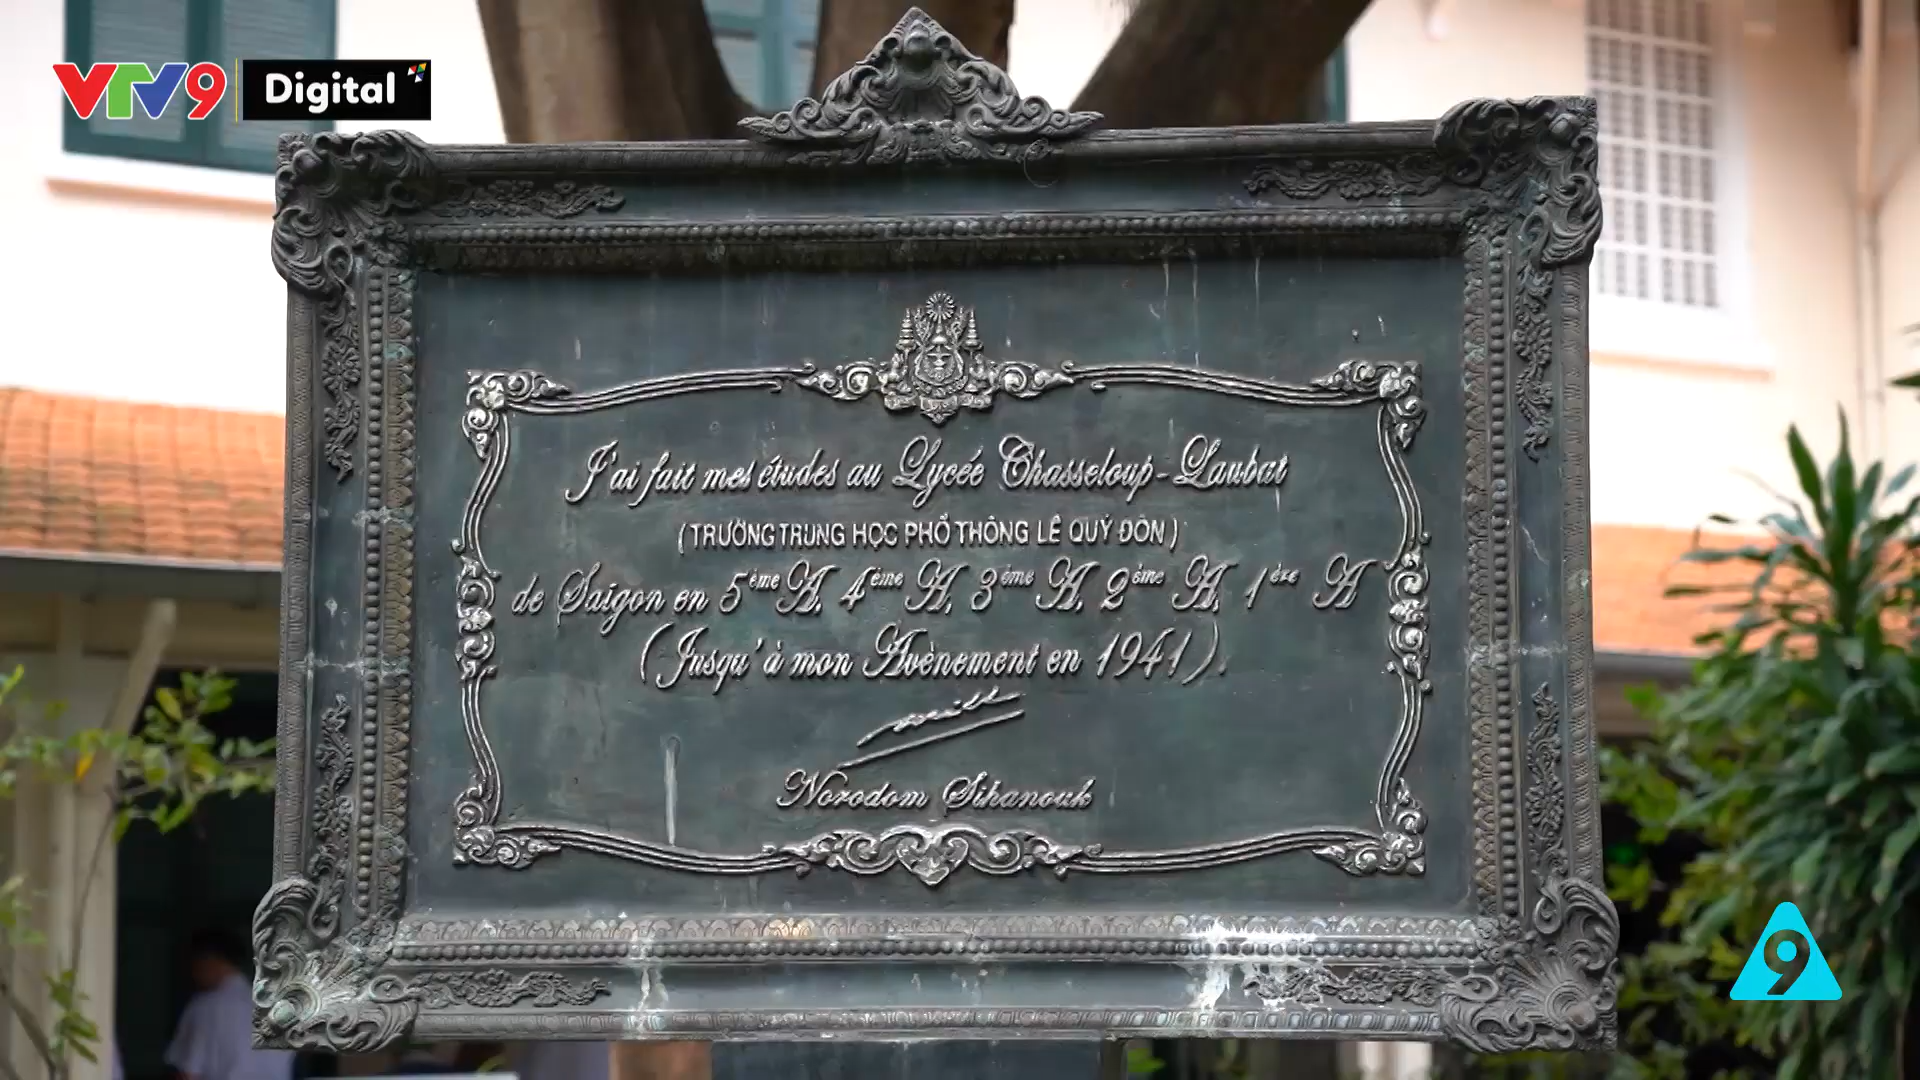 VTV9 Digital
J'ai fait mes études au Lycée Chasseloup-Laubat
(TRƯỜNG TRUNG HỌC PHỔ THÔNG LÊ QUÝ ĐÔN)
de Saïgon en 5ème A, 4ème A, 3ème A, 2ème A, 1ère A
(Jusqu'à mon Avènement en 1941).
Norodom Sihanouk
9